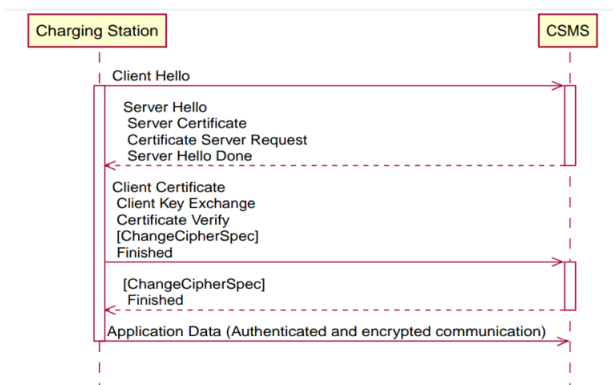 Charging Station
CSMS
Client Hello
Server Hello
Server Certificate
Certificate Server Request
Server Hello Done
Client Certificate
Client Key Exchange
Certificate Verify
[ChangeCipherSpec]
Finished
[ChangeCipherSpec]
Finished
Application Data (Authenticated and encrypted communication)